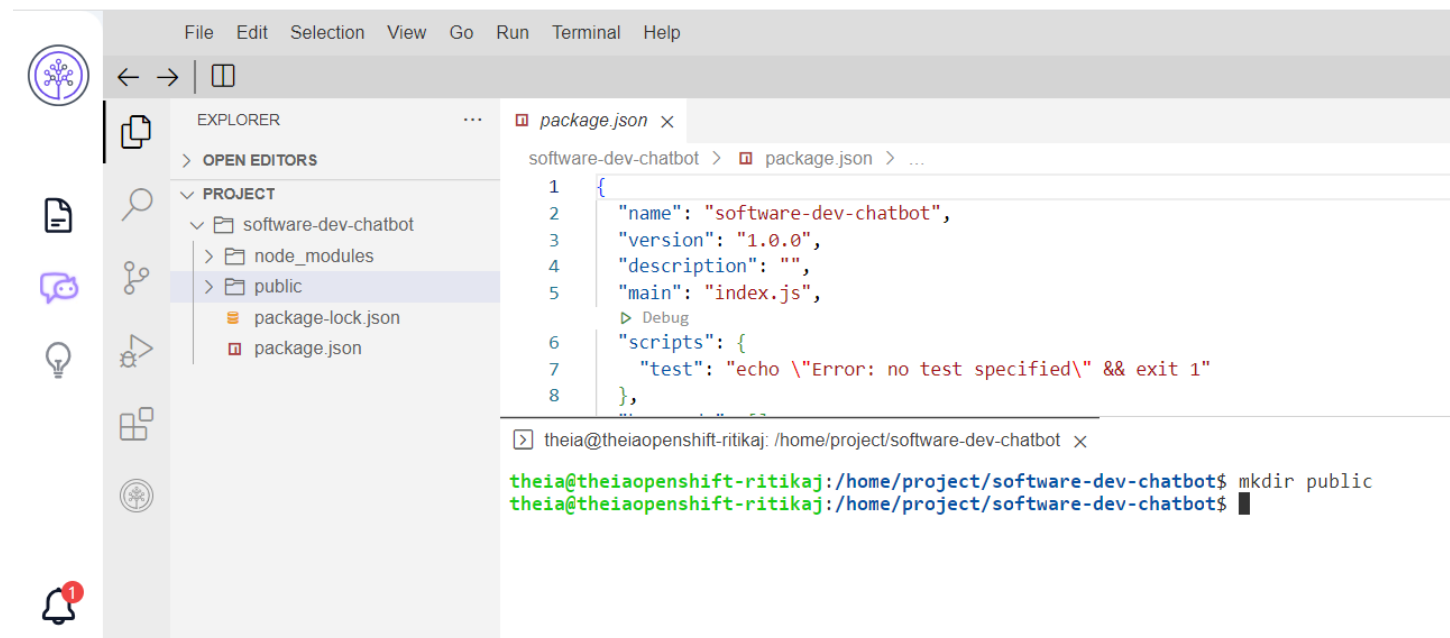 File Edit Selection View Go Run Terminal Help
EXPLORER
OPEN EDITORS
PROJECT
software-dev-chatbot
node_modules
public
package-lock.json
package.json
package.json
software-dev-chatbot > package.json > ...
1 {
2 "name": "software-dev-chatbot",
3 "version": "1.0.0",
4 "description": "",
5 "main": "index.js",
Debug
6 "scripts": {
7 "test": "echo \"Error: no test specified\" && exit 1"
8 },
theia@theiaopenshift-ritikaj: /home/project/software-dev-chatbot
theia@theiaopenshift-ritikaj:/home/project/software-dev-chatbot$ mkdir public
theia@theiaopenshift-ritikaj:/home/project/software-dev-chatbot$
1